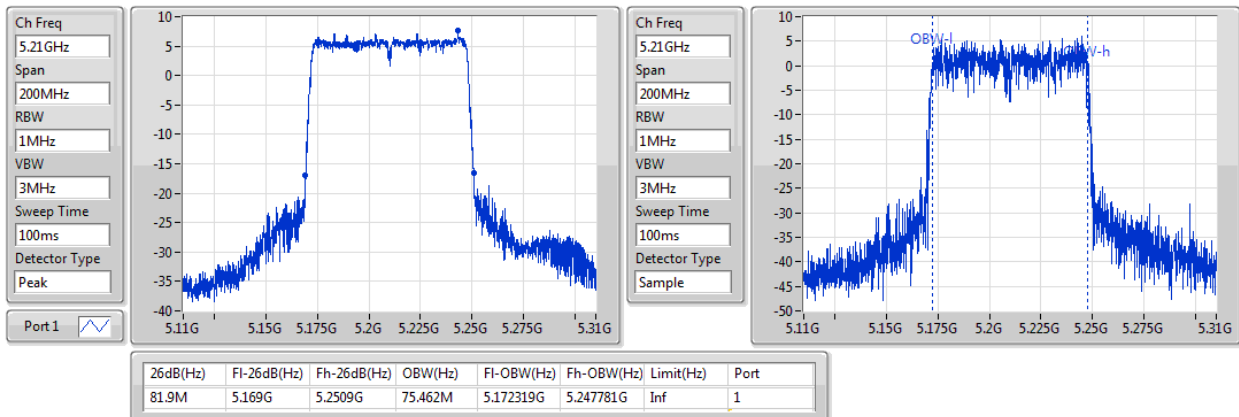 Ch Freq
5.21GHz
Span
200MHz
RBW
1MHz
VBW
3MHz
Sweep Time
100ms
Detector Type
Peak
Port 1
10
5
0
-5
-10
-15
-20
-25
-30
-35
-40
5.11G 5.15G 5.175G 5.2G 5.225G 5.25G 5.275G 5.31G
Ch Freq
5.21GHz
Span
200MHz
RBW
1MHz
VBW
3MHz
Sweep Time
100ms
Detector Type
Sample
10
5
0
-5
-10
-15
-20
-25
-30
-35
-40
-45
-50
OBW-l
OBW-h
5.11G 5.15G 5.175G 5.2G 5.225G 5.25G 5.275G 5.31G
26dB(Hz) Fl-26dB(Hz) Fh-26dB(Hz) OBW(Hz) Fl-OBW(Hz) Fh-OBW(Hz) Limit(Hz) Port
81.9M 5.169G 5.2509G 75.462M 5.172319G 5.247781G Inf 1